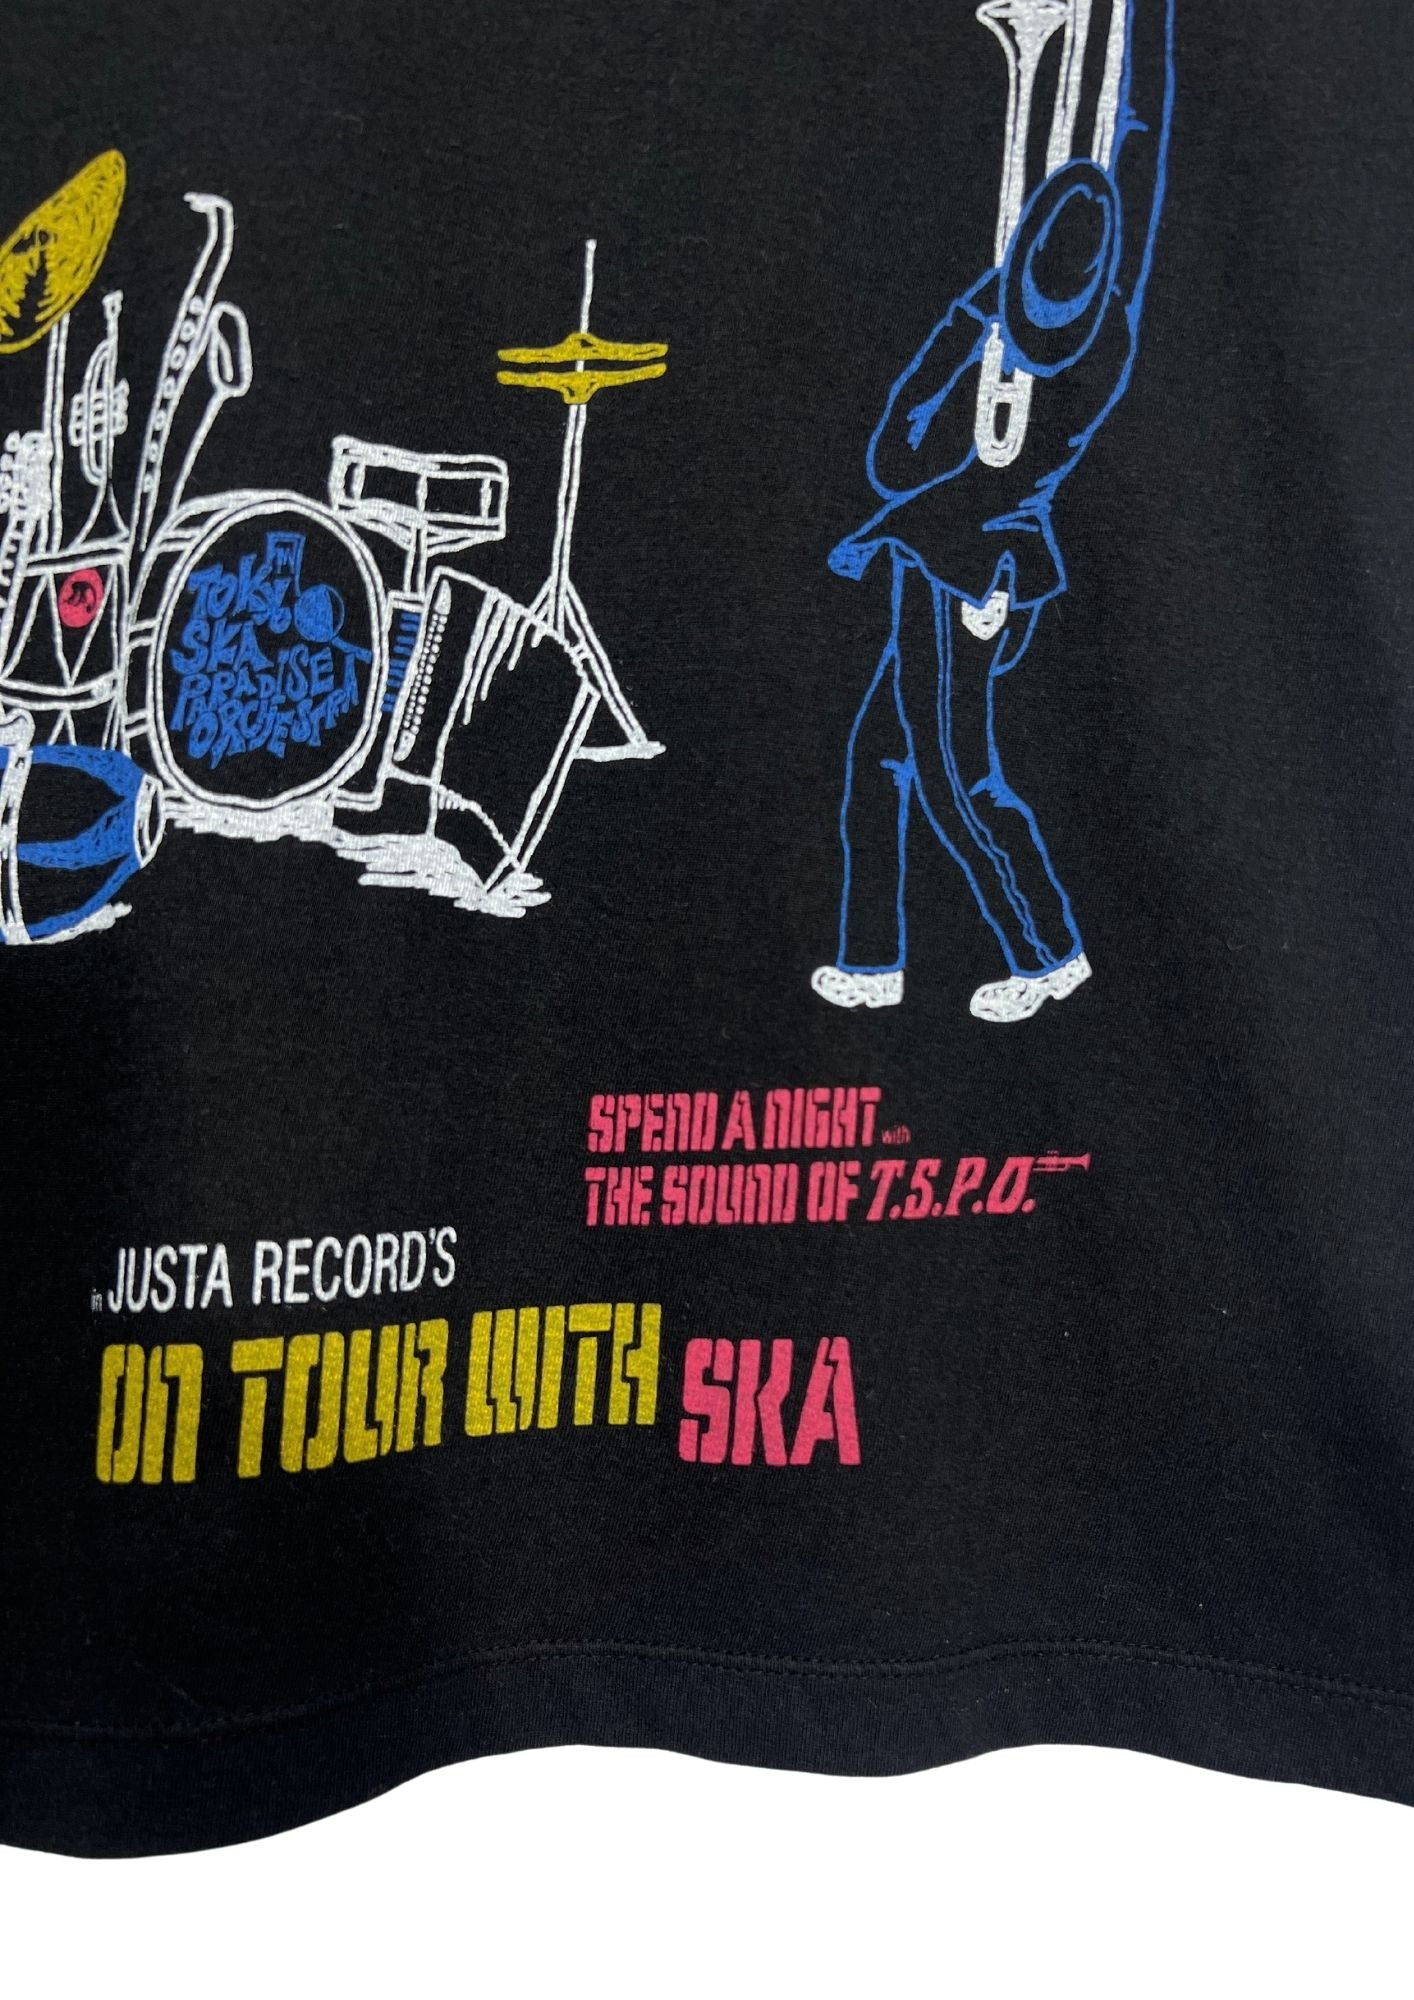 TOKYO
SKA
PARADISE
ORCHESTRA
SPEND A NIGHT with
THE SOUND OF T.S.P.O.
in JUSTA RECORD'S
ON TOUR WITH SKA